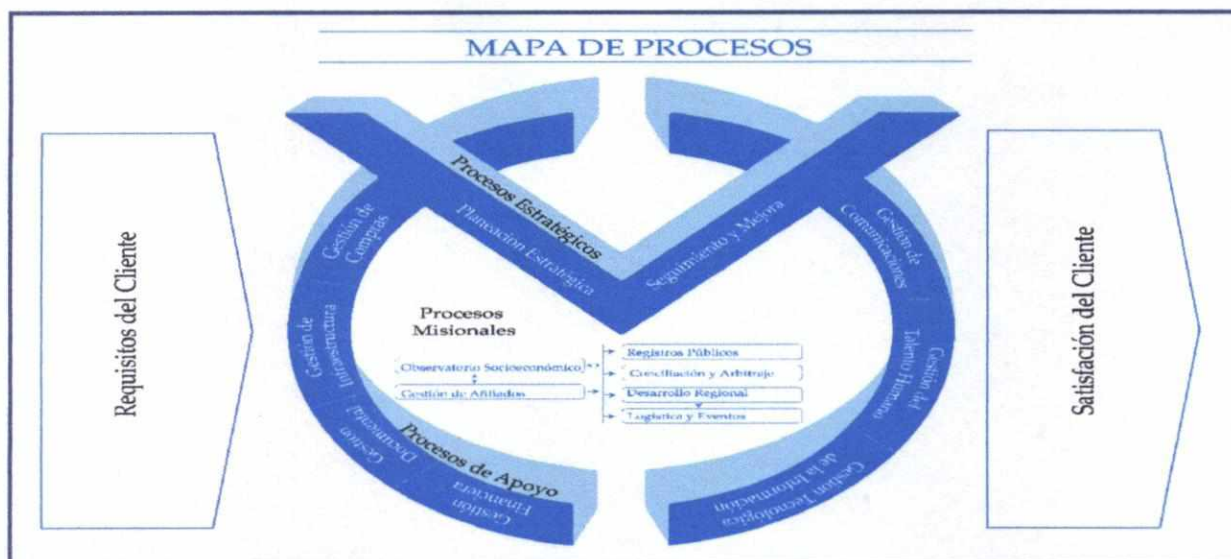 MAPA DE PROCESOS
Requisitos del Cliente
Procesos Estratégicos
Planeacion Estratégica
Seguimiento y Mejora
Gestión de
Compras
Gestión de
Infraestructura
Gestión
Documental
Gestión
Financiera
Procesos de Apoyo
Gestión de
Comunicaciones
Gestión del
Talento Humano
Gestión Tecnológica
de la Información
Procesos
Misionales
Observatorio Socioeconómico
Gestión de Afiliados
Registros Públicos
Conciliación y Arbitraje
Desarrollo Regional
Logística y Eventos
Satisfación del Cliente